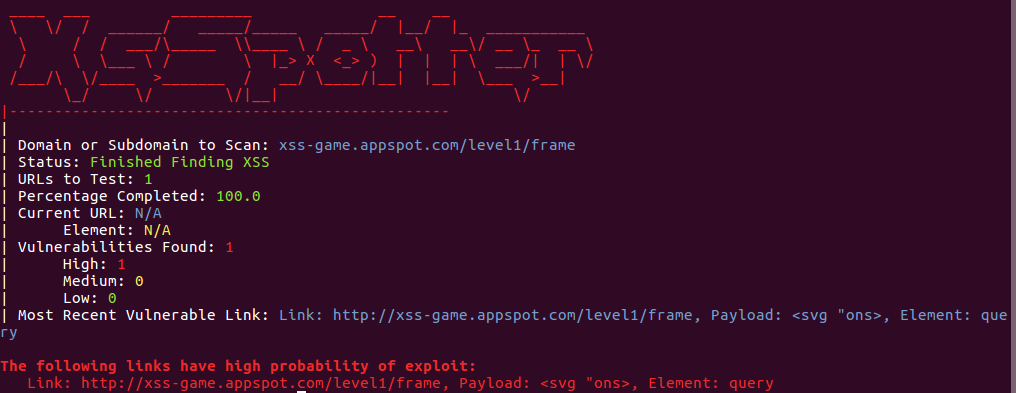 XSSpotter
|-------------------------------------------------
|
| Domain or Subdomain to Scan: xss-game.appspot.com/level1/frame
| Status: Finished Finding XSS
| URLs to Test: 1
| Percentage Completed: 100.0
| Current URL: N/A
|      Element: N/A
| Vulnerabilities Found: 1
|      High: 1
|      Medium: 0
|      Low: 0
| Most Recent Vulnerable Link: Link: http://xss-game.appspot.com/level1/frame, Payload: <svg "ons>, Element: que
ry
The following links have high probability of exploit:
   Link: http://xss-game.appspot.com/level1/frame, Payload: <svg "ons>, Element: query